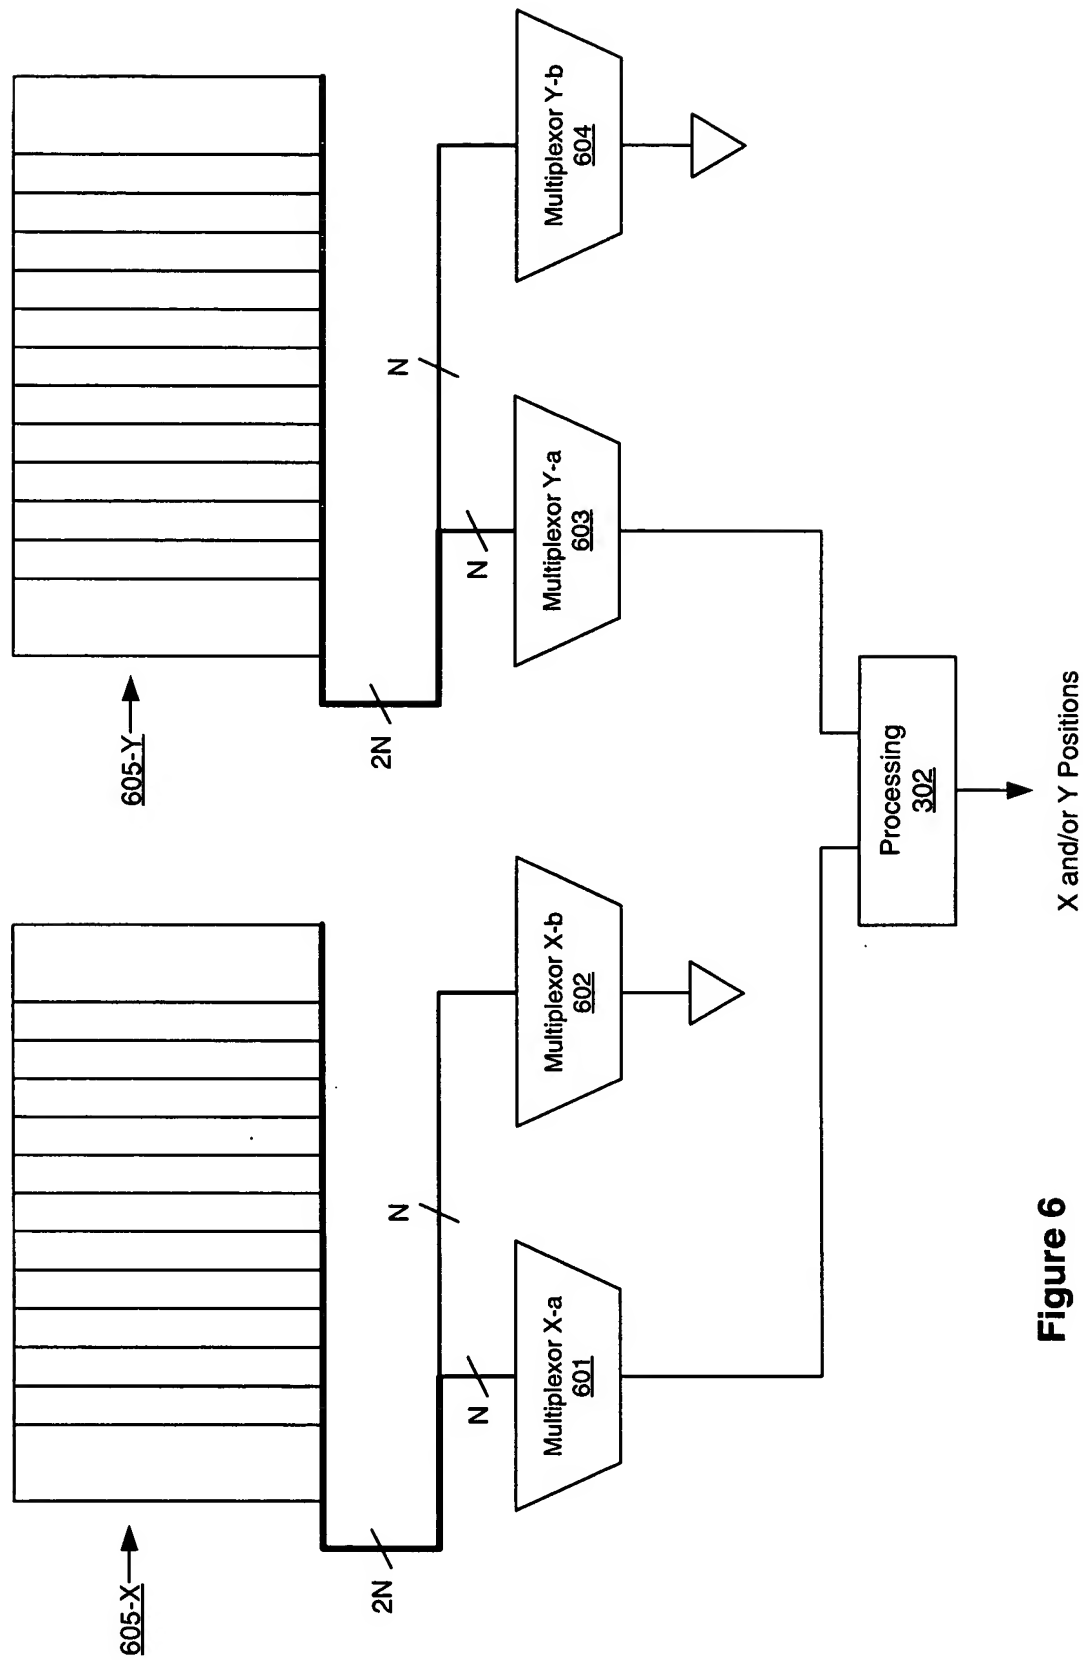 605-X
605-Y
2N
2N
N
N
N
N
Multiplexor X-a
601
Multiplexor X-b
602
Multiplexor Y-a
603
Multiplexor Y-b
604
Processing
302
X and/or Y Positions
Figure 6